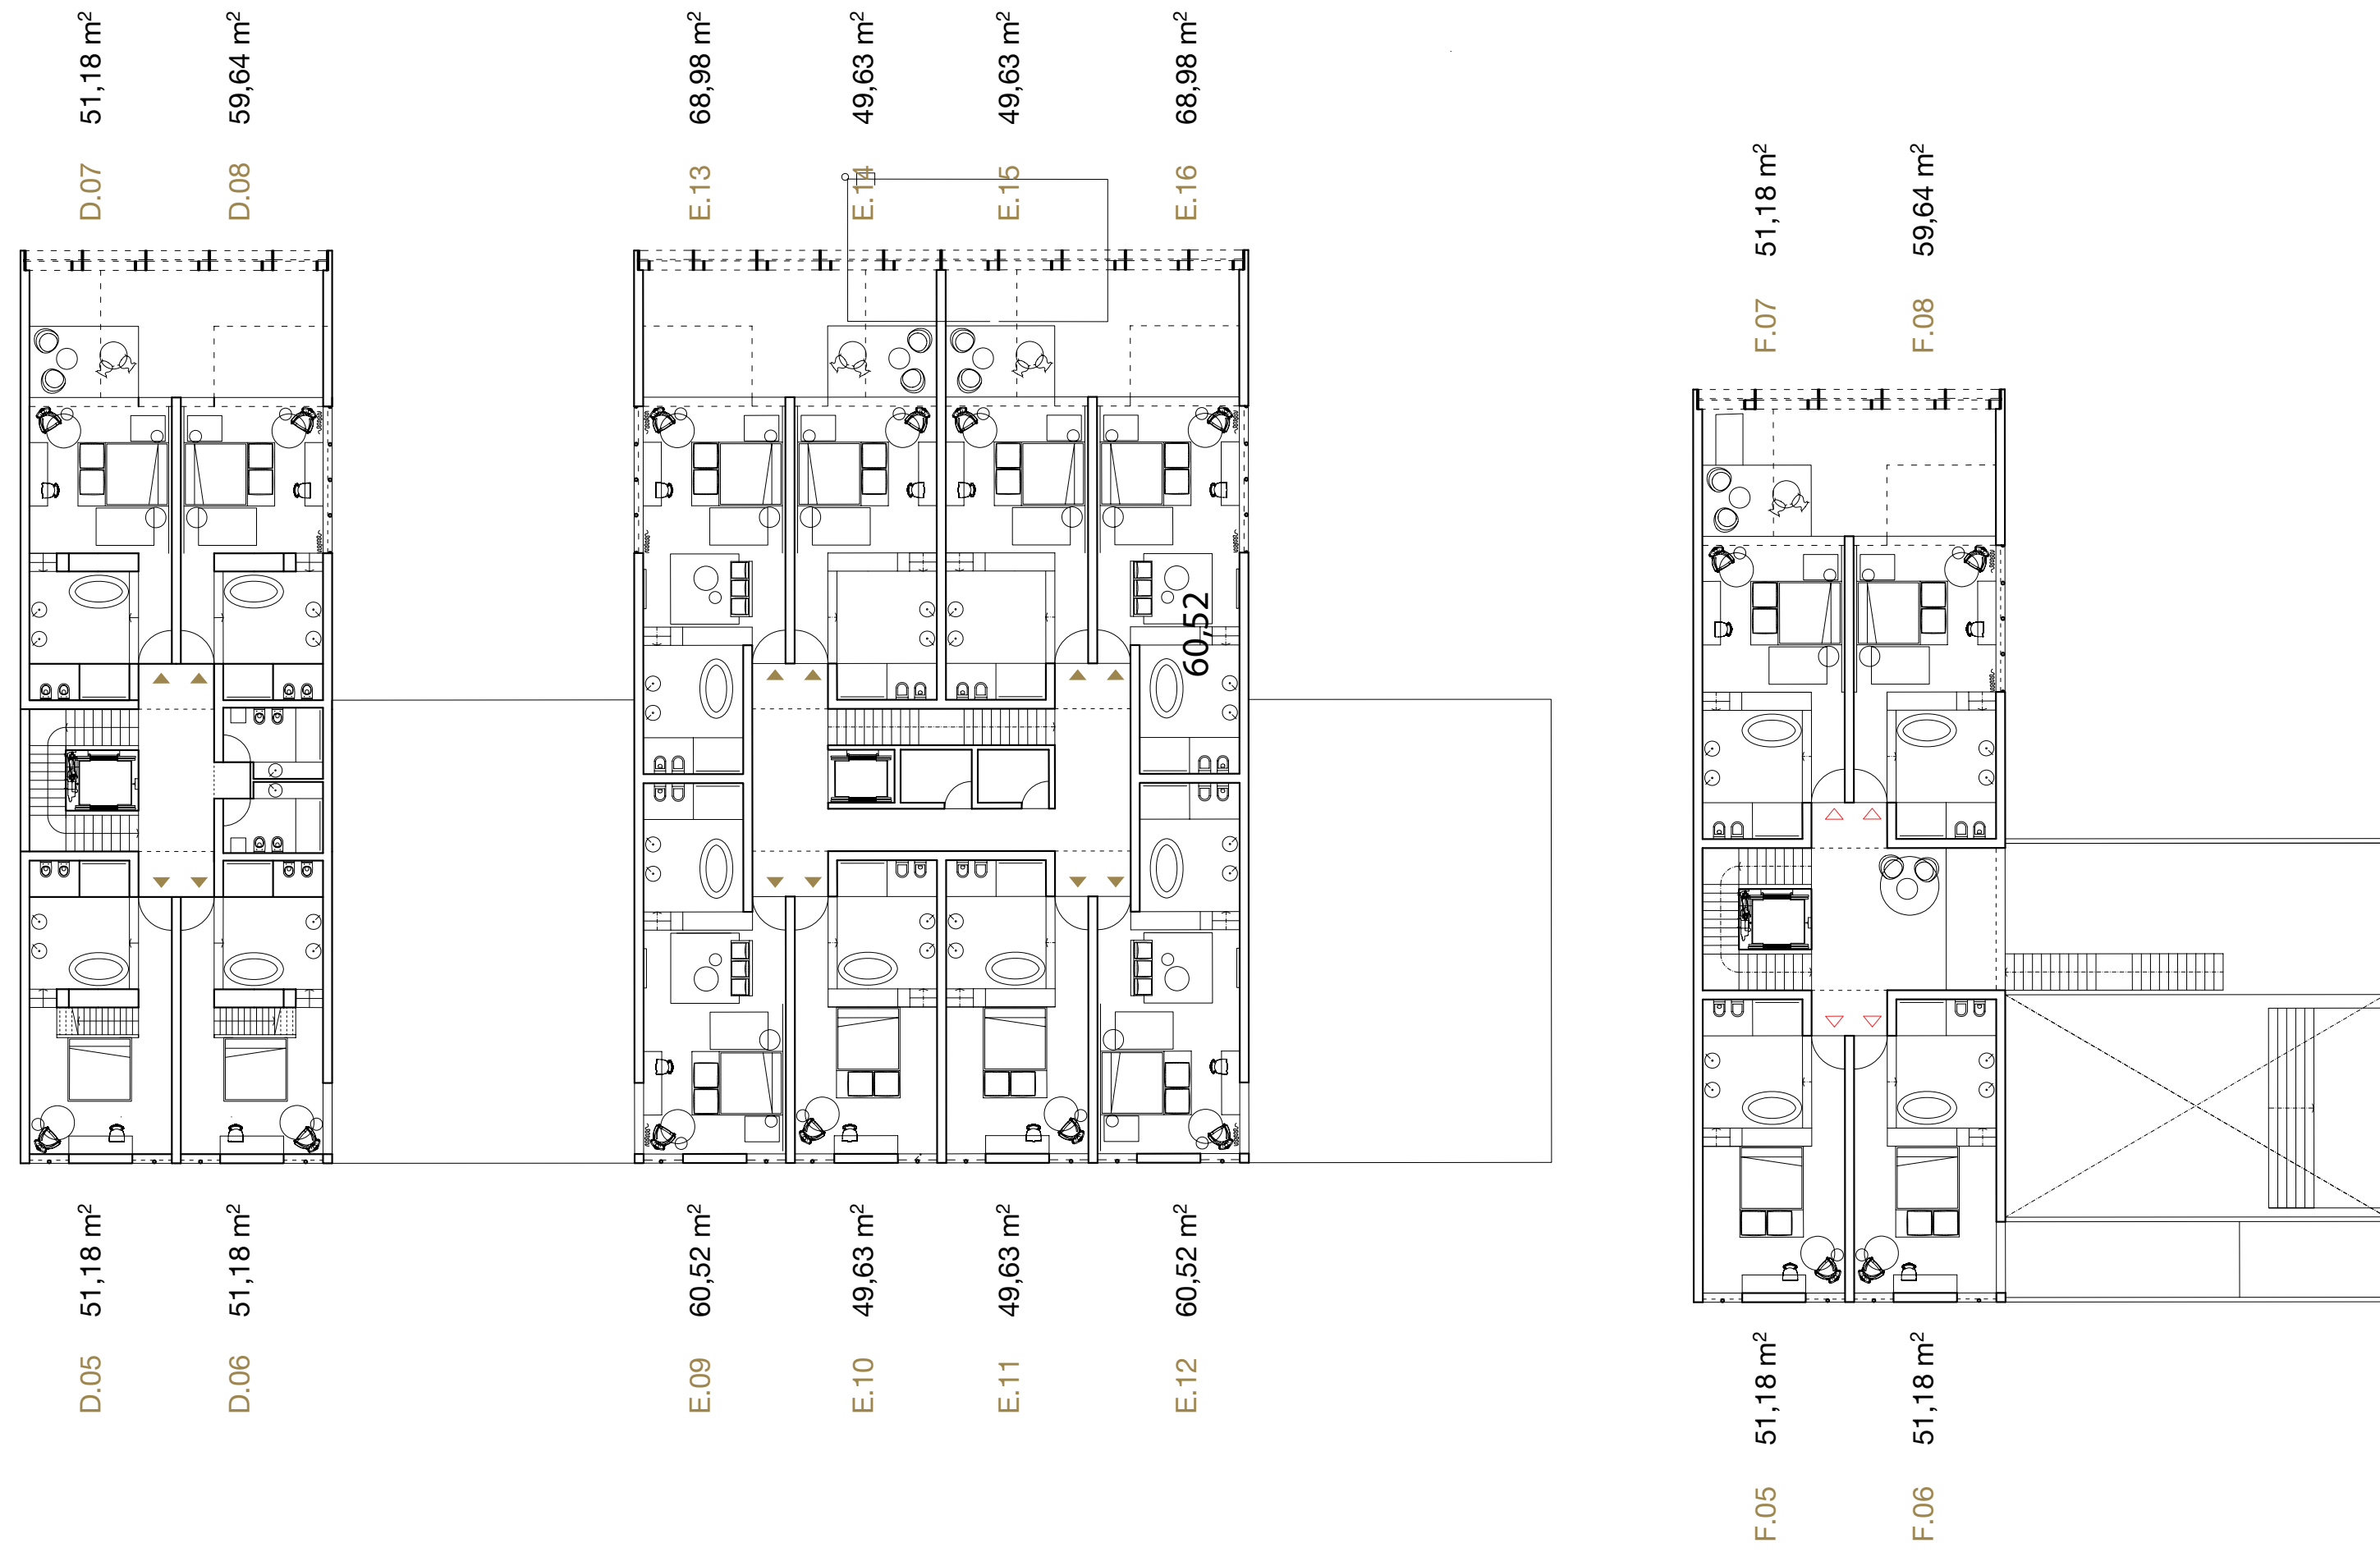 D.07 51,18 m²
D.08 59,64 m²
E.13 68,98 m²
E.14 49,63 m²
E.15 49,63 m²
E.16 68,98 m²
F.07 51,18 m²
F.08 59,64 m²
60,52
D.05 51,18 m²
D.06 51,18 m²
E.09 60,52 m²
E.10 49,63 m²
E.11 49,63 m²
E.12 60,52 m²
F.05 51,18 m²
F.06 51,18 m²